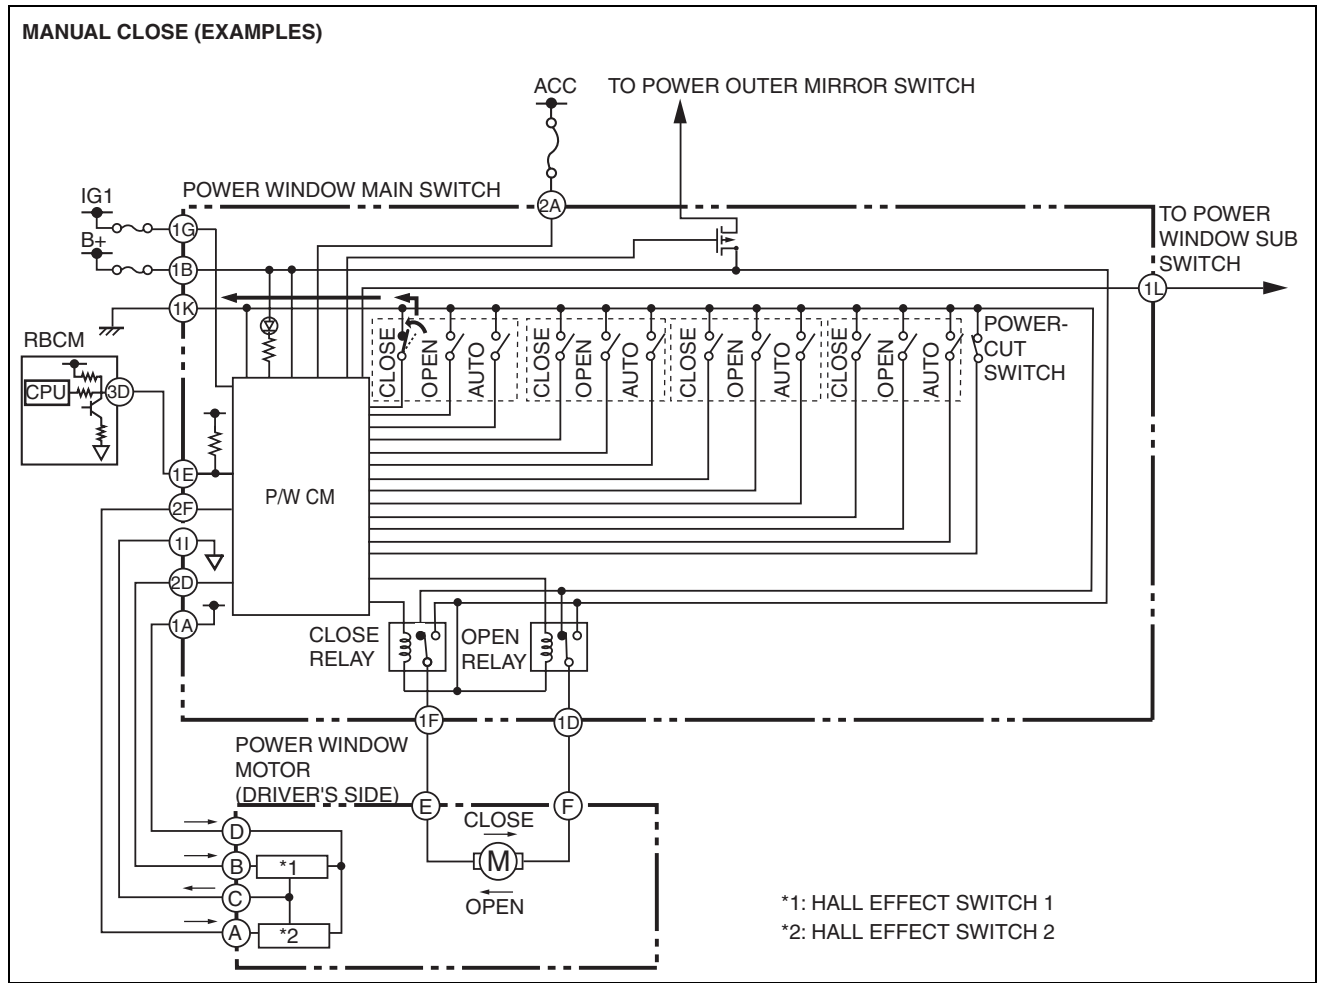 MANUAL CLOSE (EXAMPLES)
ACC
TO POWER OUTER MIRROR SWITCH
POWER WINDOW MAIN SWITCH
2A
IG1
1G
B+
1B
1K
TO POWER
WINDOW SUB
SWITCH
1L
RBCM
CPU
3D
CLOSE
OPEN
AUTO
CLOSE
OPEN
AUTO
CLOSE
OPEN
AUTO
CLOSE
OPEN
AUTO
POWER-
CUT
SWITCH
1E
2F
1I
2D
1A
P/W CM
CLOSE
RELAY
OPEN
RELAY
1F
1D
POWER WINDOW
MOTOR
(DRIVER'S SIDE)
E
F
CLOSE
M
OPEN
D
B
*1
C
A
*2
*1: HALL EFFECT SWITCH 1
*2: HALL EFFECT SWITCH 2